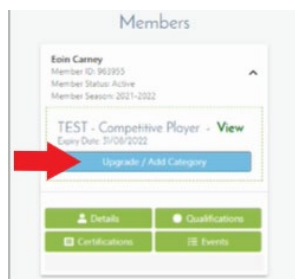 Members
Eoin Carney
Member ID: 963955
Member Status: Active
Member Season: 2021-2022
TEST - Competitive Player - View
Expiry Date: 31/08/2022
Upgrade / Add Category
Details
Qualifications
Certifications
Events